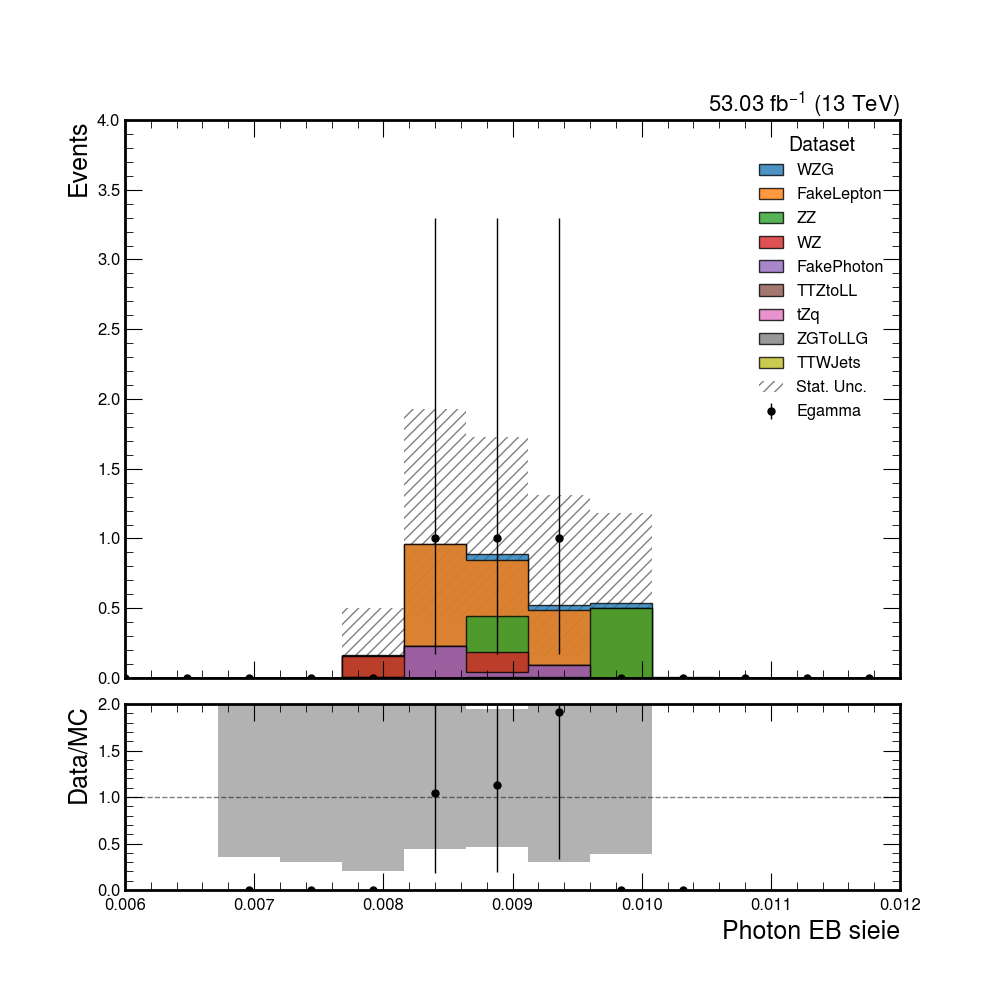 53.03 fb⁻¹ (13 TeV)
Events
4.0
3.5
3.0
2.5
2.0
1.5
1.0
0.5
0.0
Dataset
WZG
FakeLepton
ZZ
WZ
FakePhoton
TTZtoLL
tZq
ZGToLLG
TTWJets
Stat. Unc.
Egamma
Data/MC
2.0
1.5
1.0
0.5
0.0
0.006 0.007 0.008 0.009 0.010 0.011 0.012
Photon EB sieie